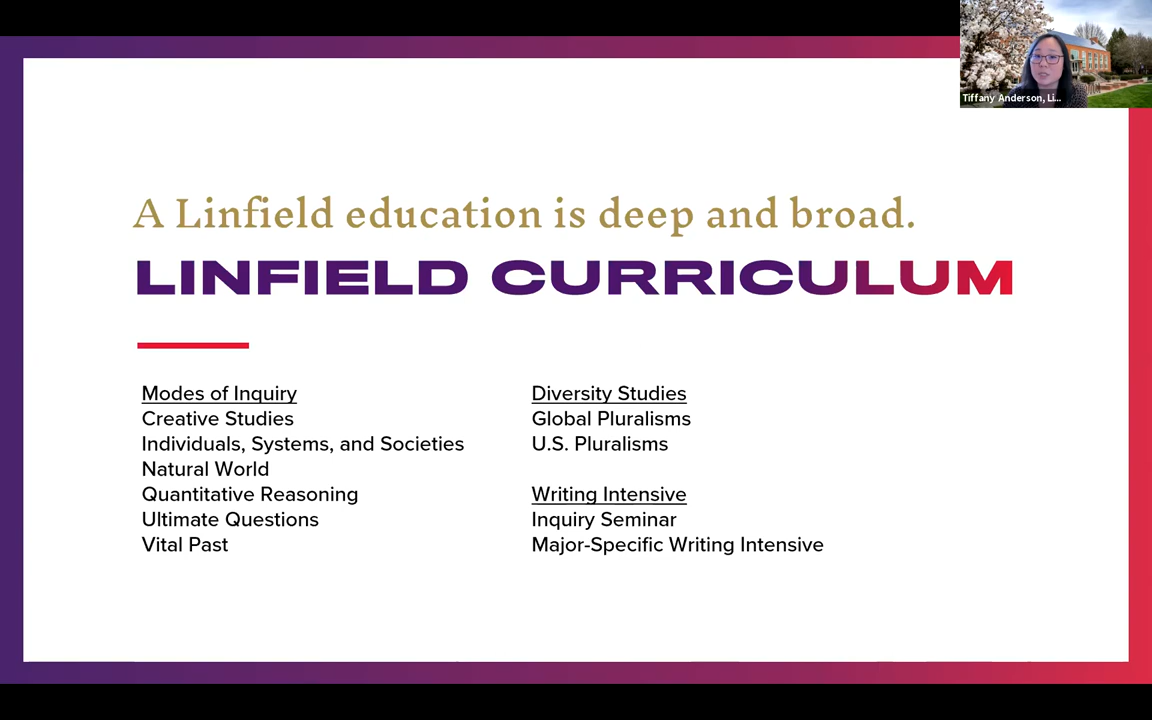 Tiffany Anderson, Li...
A Linfield education is deep and broad.
LINFIELD CURRICULUM
Modes of Inquiry
Creative Studies
Individuals, Systems, and Societies
Natural World
Quantitative Reasoning
Ultimate Questions
Vital Past
Diversity Studies
Global Pluralisms
U.S. Pluralisms
Writing Intensive
Inquiry Seminar
Major-Specific Writing Intensive